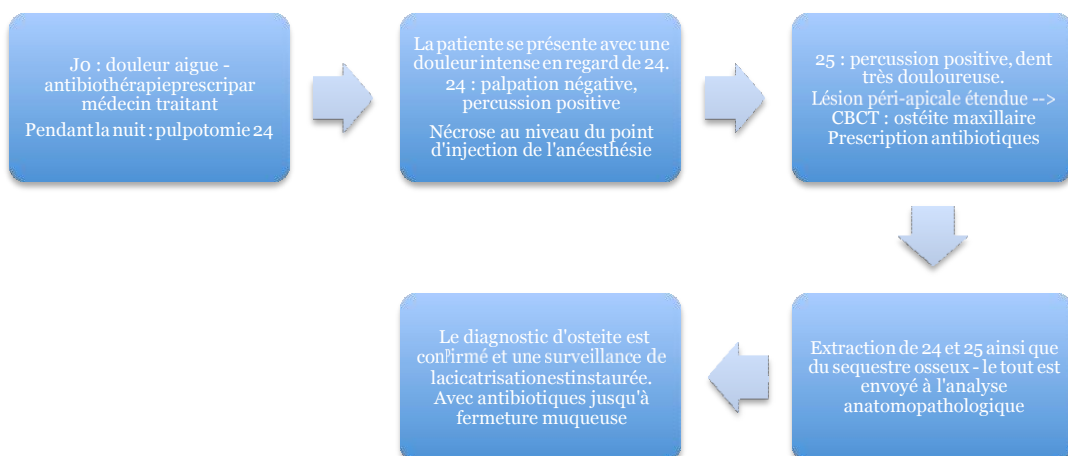 J0 : douleur aigue -
antibiothérapieprescripar
médecin traitant
Pendant la nuit : pulpotomie 24
La patiente se présente avec une
douleur intense en regard de 24.
24 : palpation négative,
percussion positive
Nécrose au niveau du point
d'injection de l'anéesthésie
25 : percussion positive, dent
très douloureuse.
Lésion péri-apicale étendue -->
CBCT : ostéite maxillaire
Prescription antibiotiques
Extraction de 24 et 25 ainsi que
du sequestre osseux - le tout est
envoyé à l'analyse
anatomopathologique
Le diagnostic d'osteite est
confirmé et une surveillance de
lacicatrisationestinstaurée.
Avec antibiotiques jusqu'à
fermeture muqueuse